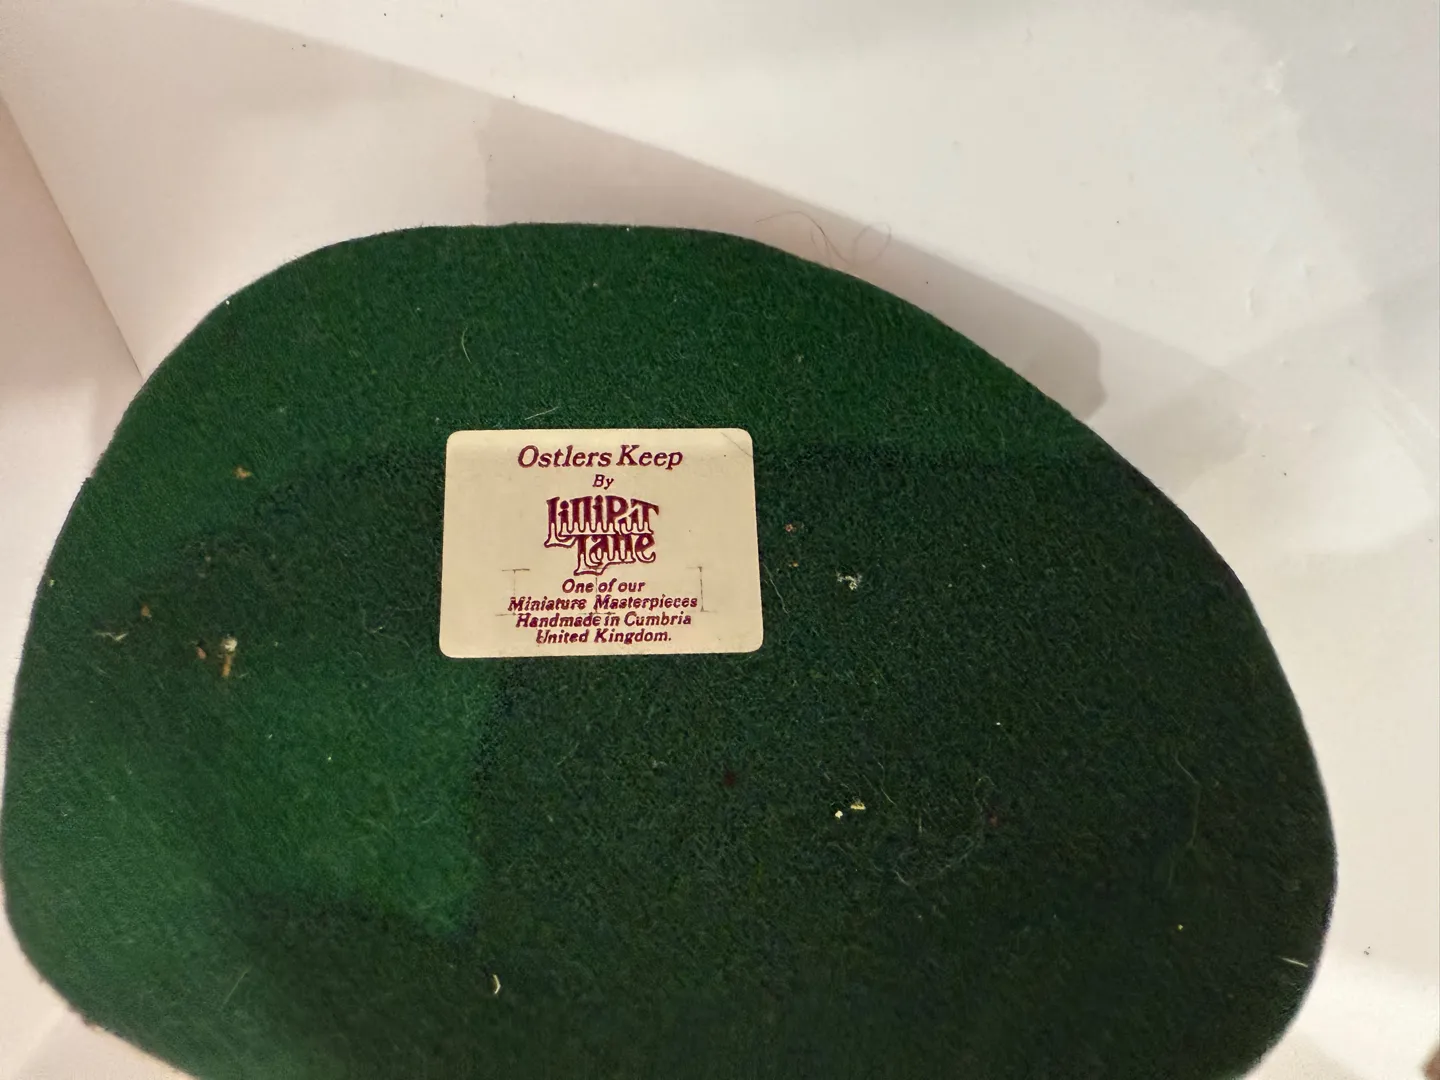 Ostlers Keep
By
Lilliput
Lane
One of our
Miniature Masterpieces
Handmade in Cumbria
United Kingdom.